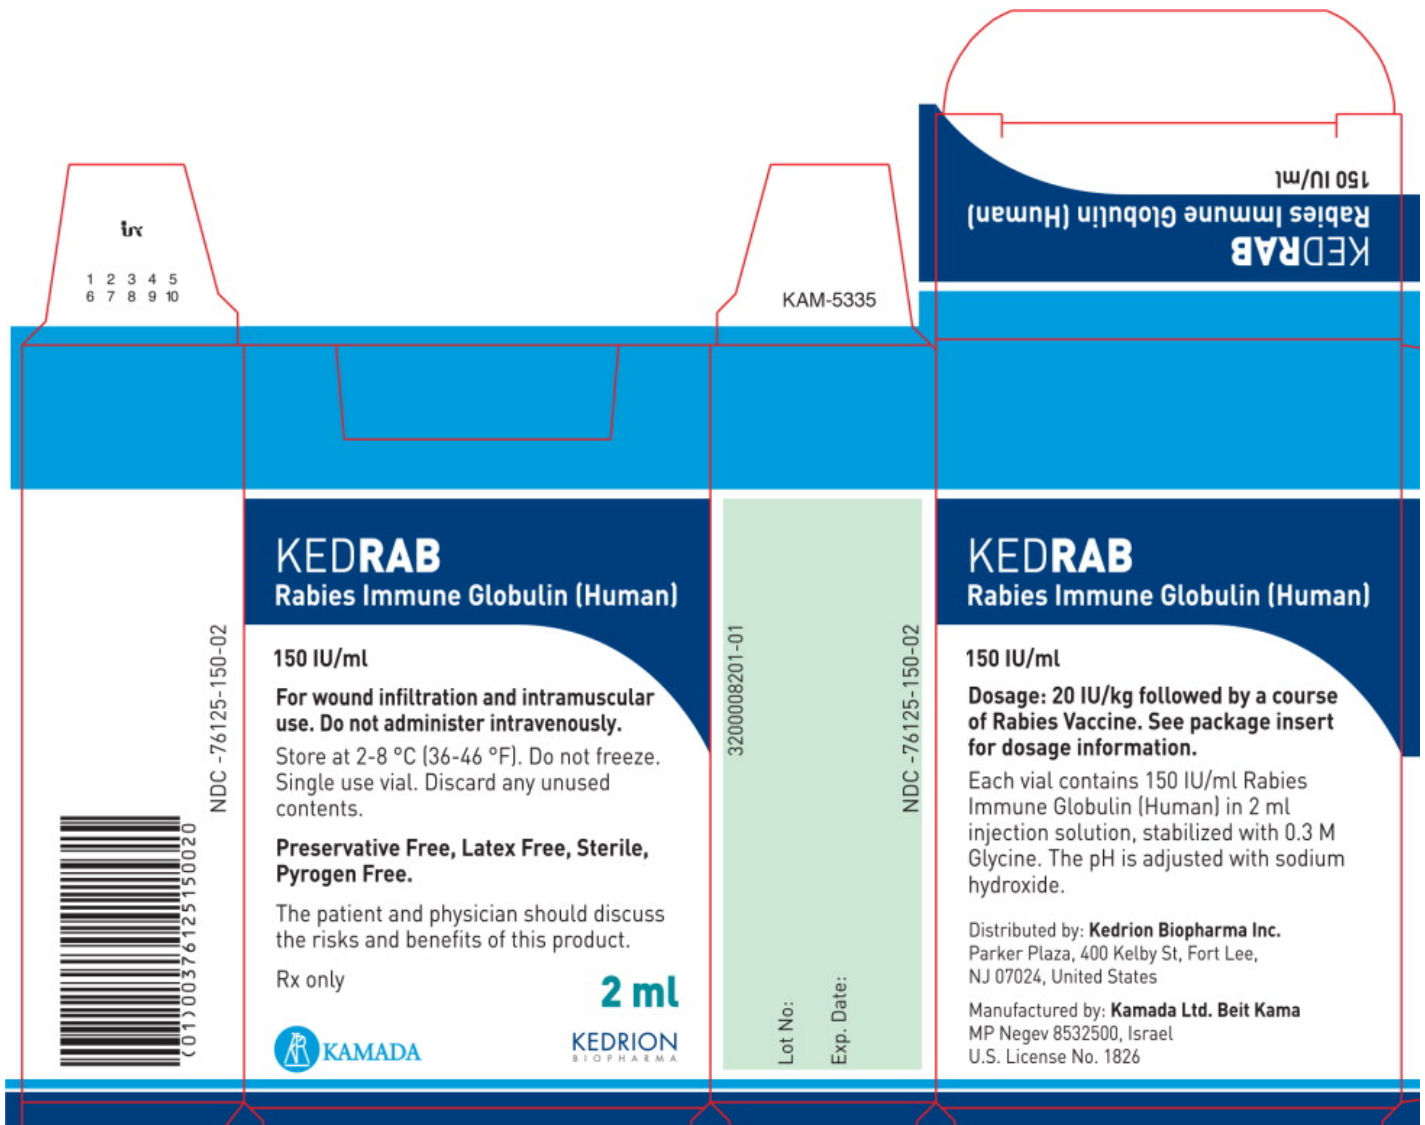 1 2 3 4 5
6 7 8 9 10
KAM-5335
150 IU/ml
Rabies Immune Globulin (Human)
KEDRAB
(01)00376125150020
NDC -76125-150-02
KEDRAB
Rabies Immune Globulin (Human)
150 IU/ml
For wound infiltration and intramuscular
use. Do not administer intravenously.
Store at 2-8 °C (36-46 °F). Do not freeze.
Single use vial. Discard any unused
contents.
Preservative Free, Latex Free, Sterile,
Pyrogen Free.
The patient and physician should discuss
the risks and benefits of this product.
Rx only
2 ml
KAMADA
KEDRION
BIOPHARMA
3200008201-01
Lot No:
Exp. Date:
NDC -76125-150-02
KEDRAB
Rabies Immune Globulin (Human)
150 IU/ml
Dosage: 20 IU/kg followed by a course
of Rabies Vaccine. See package insert
for dosage information.
Each vial contains 150 IU/ml Rabies
Immune Globulin (Human) in 2 ml
injection solution, stabilized with 0.3 M
Glycine. The pH is adjusted with sodium
hydroxide.
Distributed by: Kedrion Biopharma Inc.
Parker Plaza, 400 Kelby St, Fort Lee,
NJ 07024, United States
Manufactured by: Kamada Ltd. Beit Kama
MP Negev 8532500, Israel
U.S. License No. 1826